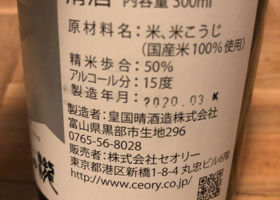 清酒 内容量 300ml
原材料名：米、米こうじ
（国産米100％使用）
精米歩合：50％
アルコール分：15度
製造年月：2020.03 K
製造者：皇国晴酒造株式会社
富山県黒部市生地296
0765-56-8028
販売者：株式会社セオリー
東京都港区新橋1-8-4 丸忠ビル6階
http://www.ceory.co.jp/